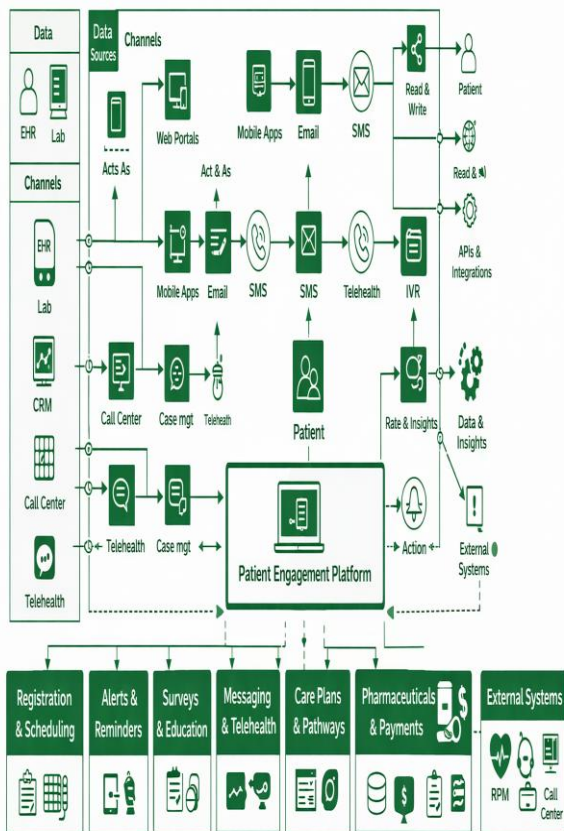 Data
EHR
Lab
Channels
EHR
Lab
CRM
Call Center
Telehealth
Data
Sources
Channels
Acts As
Web Portals
Mobile Apps
Email
SMS
Read &
Write
Patient
Read &
APIs &
Integrations
Act & As
Mobile Apps
Email
SMS
SMS
Telehealth
IVR
Call Center
Case mgt
Telehealth
Patient
Rate & Insights
Data &
Insights
Telehealth
Case mgt
Patient Engagement Platform
Action
External
Systems
Registration
& Scheduling
Alerts &
Reminders
Surveys
& Education
Messaging
& Telehealth
Care Plans
& Pathways
Pharmaceuticals
& Payments
$
$
External Systems
RPM
Call
Center